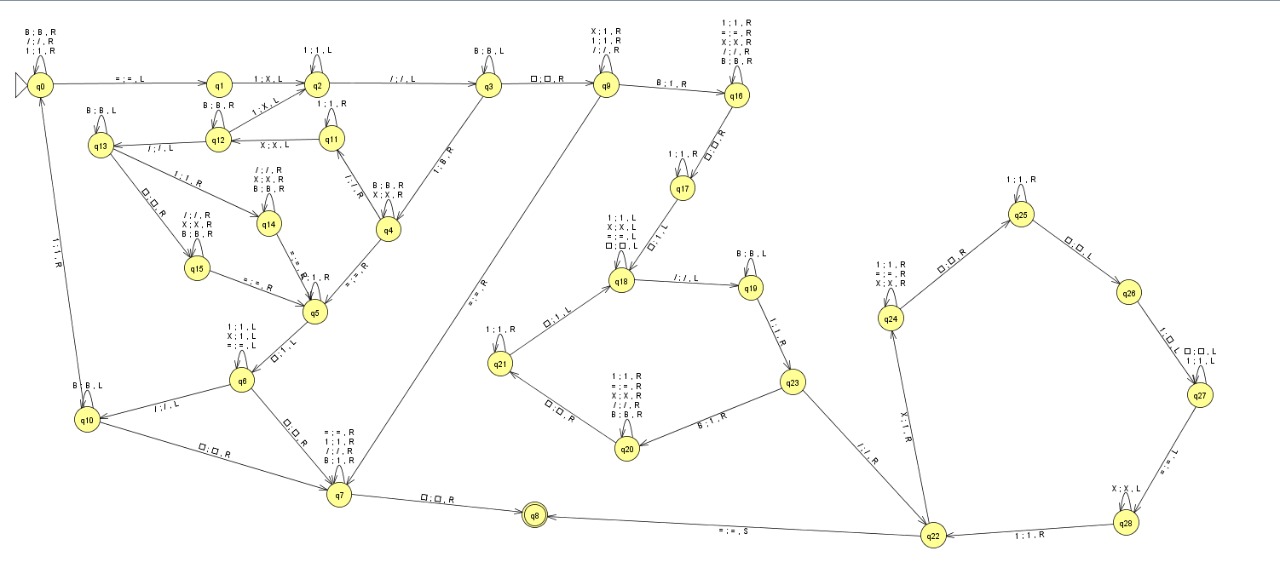 B ; B , R
/ ; / , R
1 ; 1 , R
q0
= ; = , L
q1
1 ; X , L
1 ; 1 , L
q2
/ ; / , L
B ; B , L
q3
□ ; □ , R
X ; 1 , R
1 ; 1 , R
/ ; / , R
q9
B ; 1 , R
1 ; 1 , R
= ; = , R
X ; X , R
/ ; / , R
B ; B , R
q16
B ; B , L
q13
/ ; / , L
B ; B , R
q12
1 ; X , L
X ; X , L
1 ; 1 , R
q11
1 ; B , R
□ ; □ , R
1 ; 1 , R
q17
1 ; 1 , R
□ ; □ , R
/ ; / , R
X ; X , R
B ; B , R
q14
/ ; / , R
B ; B , R
X ; X , R
q4
1 ; 1 , R
q25
□ ; 1 , L
□ ; □ , L
1 ; 1 , R
/ ; / , R
X ; X , R
B ; B , R
q15
= ; = , R
= ; = , R
= ; = , R
1 ; 1 , L
X ; X , L
= ; = , L
□ ; □ , L
q18
/ ; / , L
B ; B , L
q19
□ ; □ , R
q26
= ; = , R
q5
1 , R
□ ; 1 , L
1 ; 1 , R
1 ; 1 , R
= ; = , R
X ; X , R
q24
1 ; □ , L
1 ; 1 , L
X ; 1 , L
= ; = , L
q6
1 ; 1 , R
q21
□ ; 1 , L
□ ; □ , L
1 ; 1 , L
q27
B ; B , L
q10
/ ; / , L
□ ; □ , R
□ ; □ , R
1 ; 1 , R
= ; = , R
X ; X , R
/ ; / , R
B ; B , R
q20
B ; 1 , R
q23
X ; 1 , R
□ ; □ , R
= ; = , R
1 ; 1 , R
/ ; / , R
B ; 1 , R
q7
□ ; □ , R
q8
/ ; / , R
= ; = , L
= ; = , S
q22
1 ; 1 , R
X ; X , L
q28